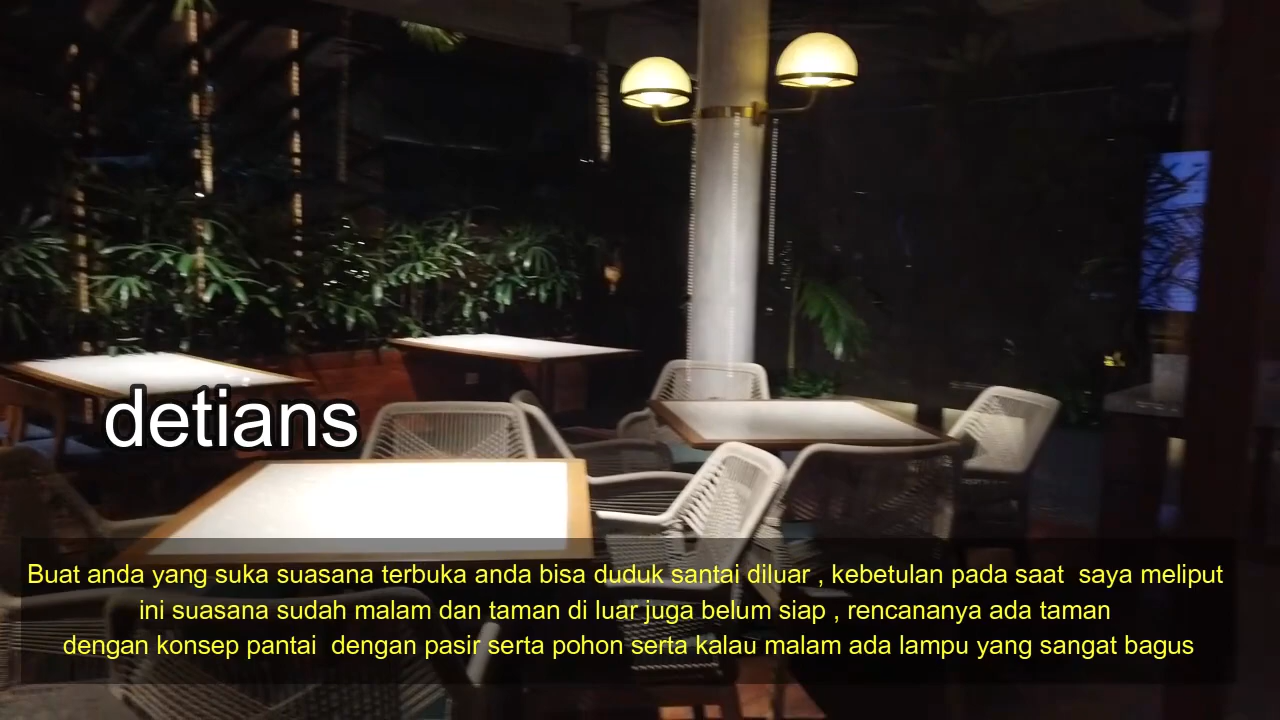 detians
Buat anda yang suka suasana terbuka anda bisa duduk santai diluar , kebetulan pada saat  saya meliput
ini suasana sudah malam dan taman di luar juga belum siap , rencananya ada taman
dengan konsep pantai  dengan pasir serta pohon serta kalau malam ada lampu yang sangat bagus